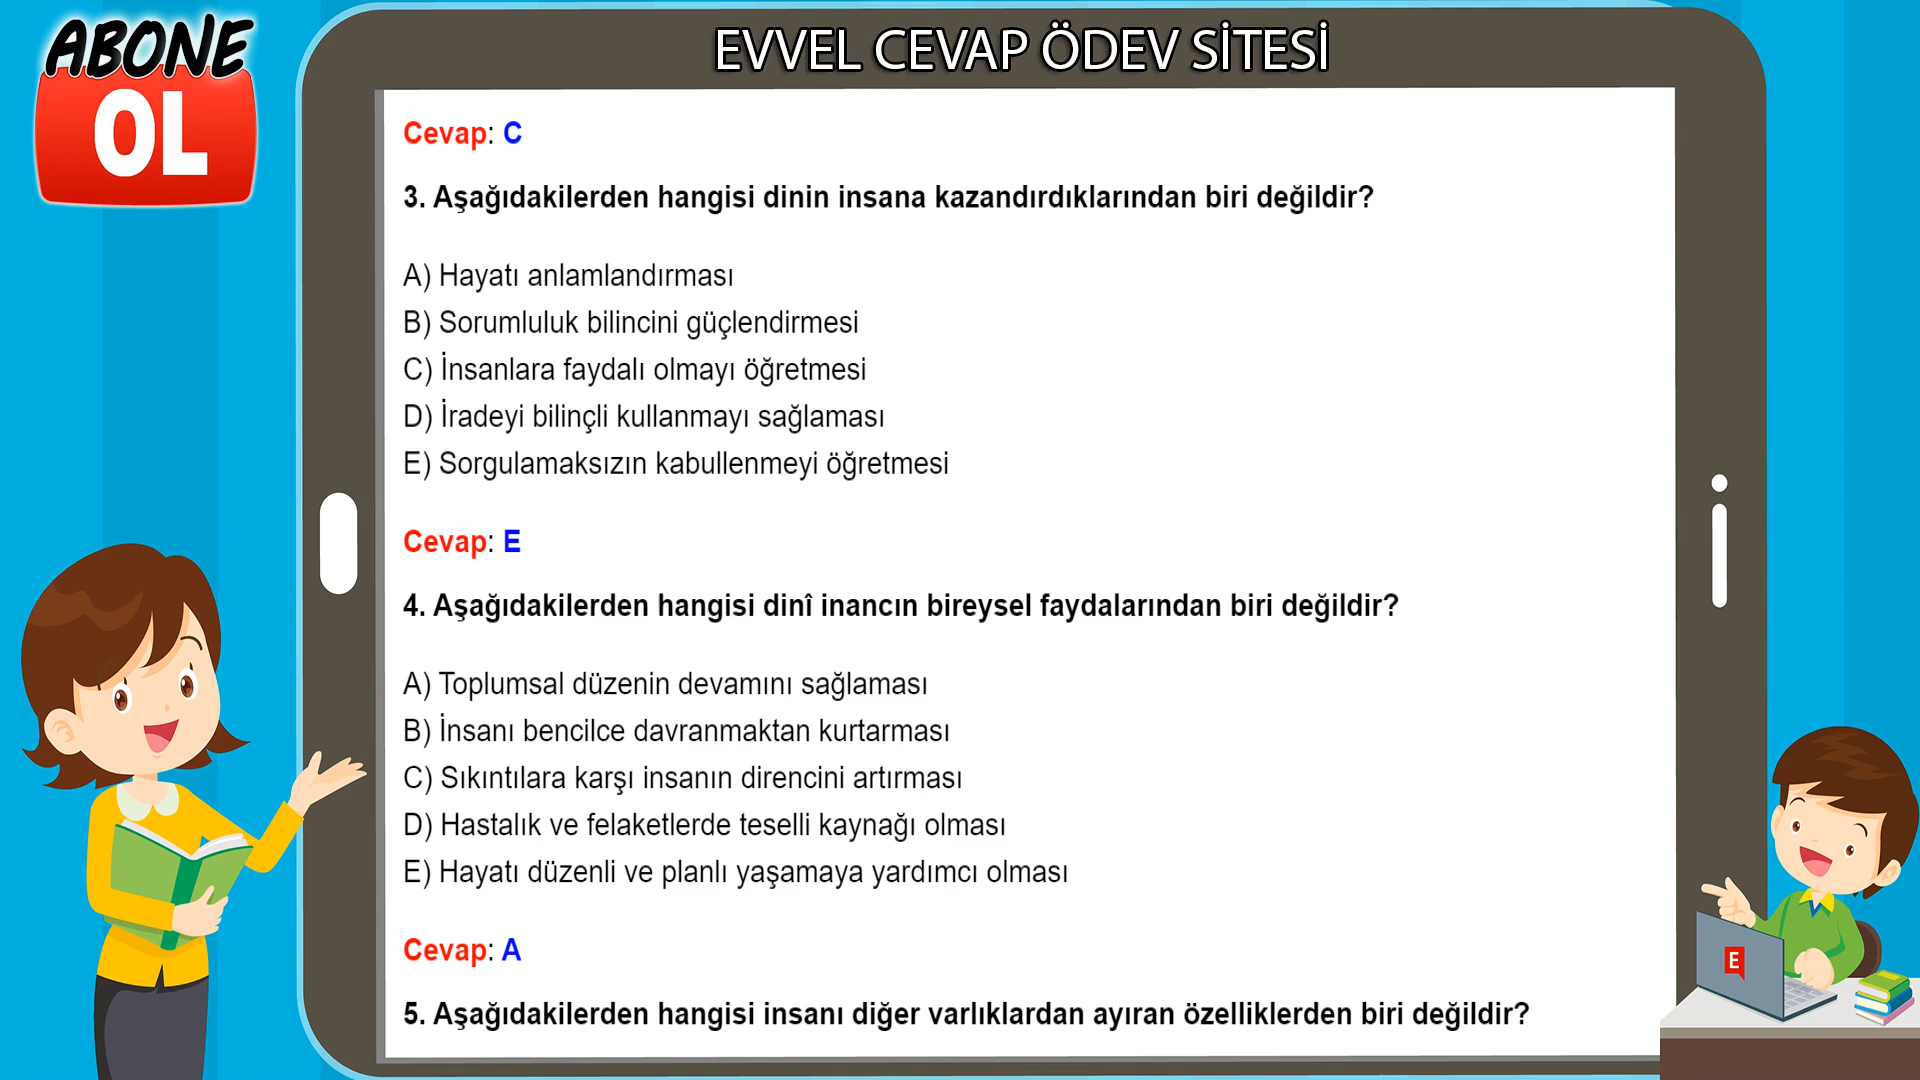 ABONE
OL
EVVEL CEVAP ÖDEV SİTESİ
Cevap: C
3. Aşağıdakilerden hangisi dinin insana kazandırdıklarından biri değildir?
A) Hayatı anlamlandırması
B) Sorumluluk bilincini güçlendirmesi
C) İnsanlara faydalı olmayı öğretmesi
D) İradeyi bilinçli kullanmayı sağlaması
E) Sorgulamaksızın kabullenmeyi öğretmesi
Cevap: E
4. Aşağıdakilerden hangisi dinî inancın bireysel faydalarından biri değildir?
A) Toplumsal düzenin devamını sağlaması
B) İnsanı bencilce davranmaktan kurtarması
C) Sıkıntılara karşı insanın direncini artırması
D) Hastalık ve felaketlerde teselli kaynağı olması
E) Hayatı düzenli ve planlı yaşamaya yardımcı olması
Cevap: A
5. Aşağıdakilerden hangisi insanı diğer varlıklardan ayıran özelliklerden biri değildir?
E